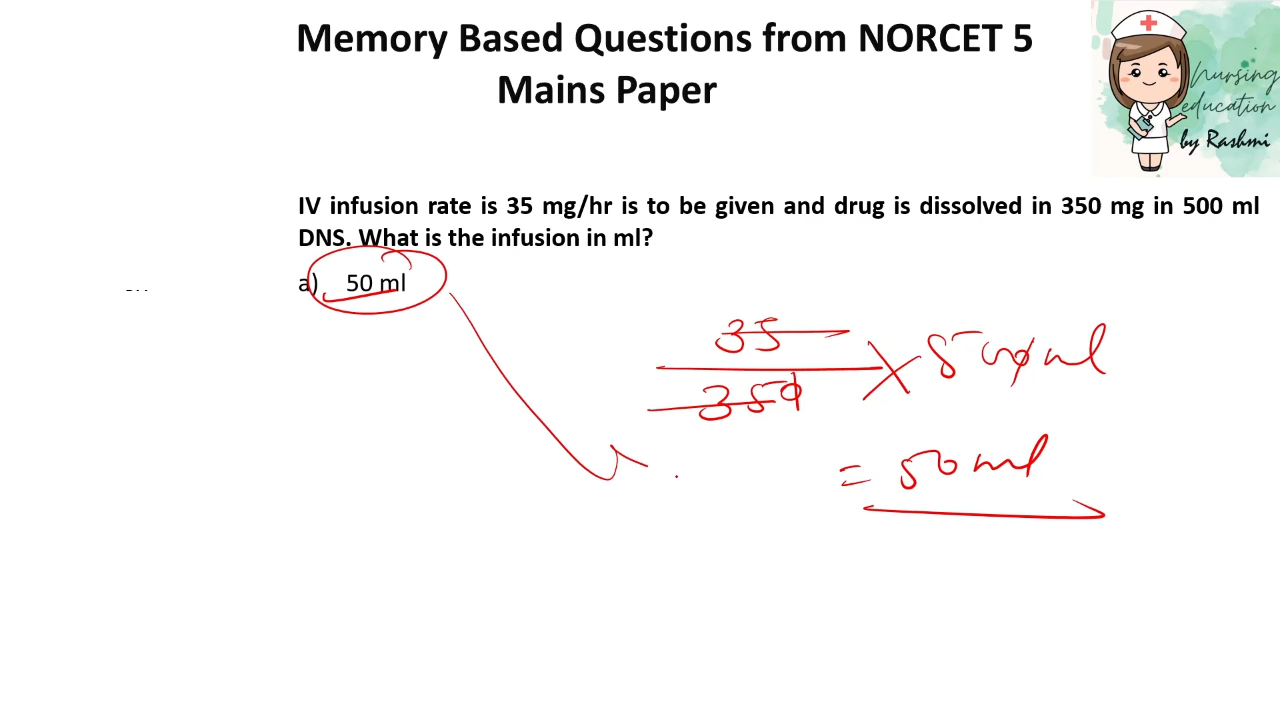 Memory Based Questions from NORCET 5
Mains Paper
Nursing
education
by Rashmi
IV infusion rate is 35 mg/hr is to be given and drug is dissolved in 350 mg in 500 ml
DNS. What is the infusion in ml?
a) 50 ml
35
350 × 500 ml
= 50 ml